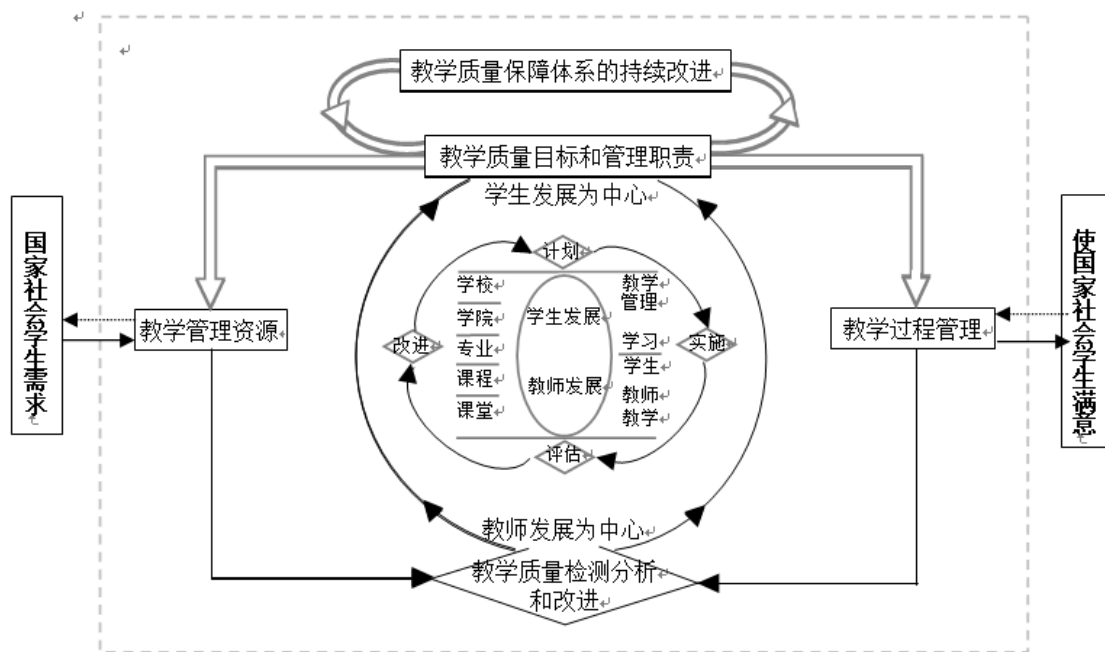 教学质量保障体系的持续改进
教学质量目标和管理职责
学生发展为中心
国家社会学生需求
使国家社会学生满意
计划
学校
教学
管理
学院
学生发展
教学管理资源
教学过程管理
改进
专业
学习
实施
学生
课程
教师发展
教师
课堂
教学
评估
教师发展为中心
教学质量检测分析
和改进